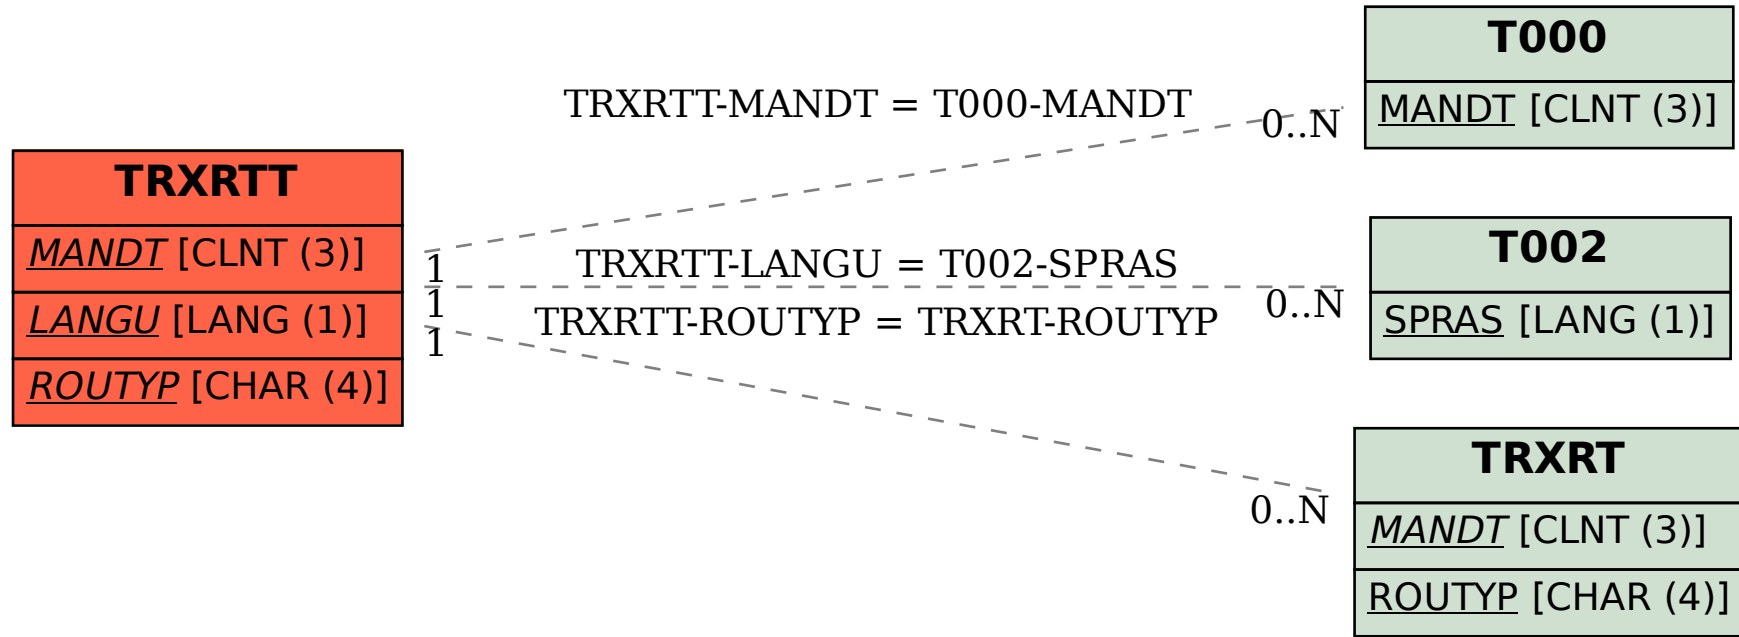 TRXRTT
MANDT [CLNT (3)]
LANGU [LANG (1)]
ROUTYP [CHAR (4)]
TRXRTT-MANDT = T000-MANDT
0..N
1
TRXRTT-LANGU = T002-SPRAS
0..N
1
TRXRTT-ROUTYP = TRXRT-ROUTYP
0..N
1
T000
MANDT [CLNT (3)]
T002
SPRAS [LANG (1)]
TRXRT
MANDT [CLNT (3)]
ROUTYP [CHAR (4)]